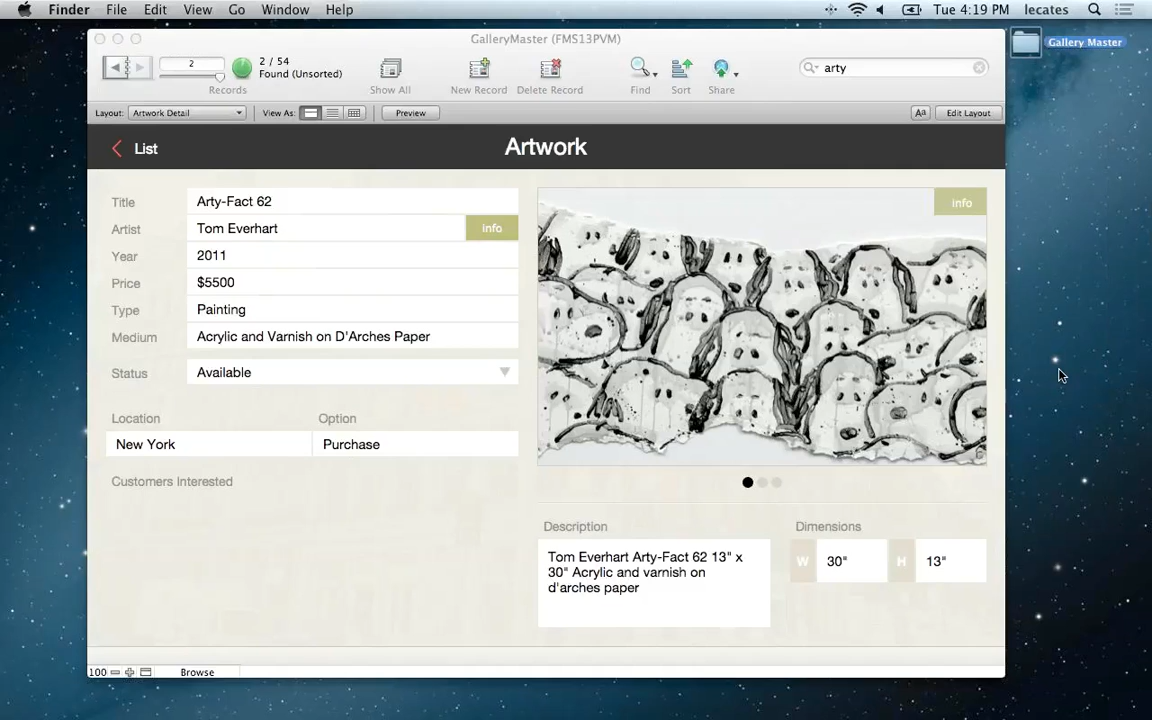 Finder File Edit View Go Window Help Tue 4:19 PM lecates
GalleryMaster (FMS13PVM)
Gallery Master
2
2 / 54
Found (Unsorted)
Records
Show All
New Record
Delete Record
Find
Sort
Share
arty
Layout: Artwork Detail
View As:
Preview
Aa
Edit Layout
List
Artwork
Title Arty-Fact 62
Artist Tom Everhart info
Year 2011
Price $5500
Type Painting
Medium Acrylic and Varnish on D'Arches Paper
Status Available
Location Option
New York Purchase
Customers Interested
info
Description
Tom Everhart Arty-Fact 62 13" x
30" Acrylic and varnish on
d'arches paper
Dimensions
W 30" H 13"
100 Browse